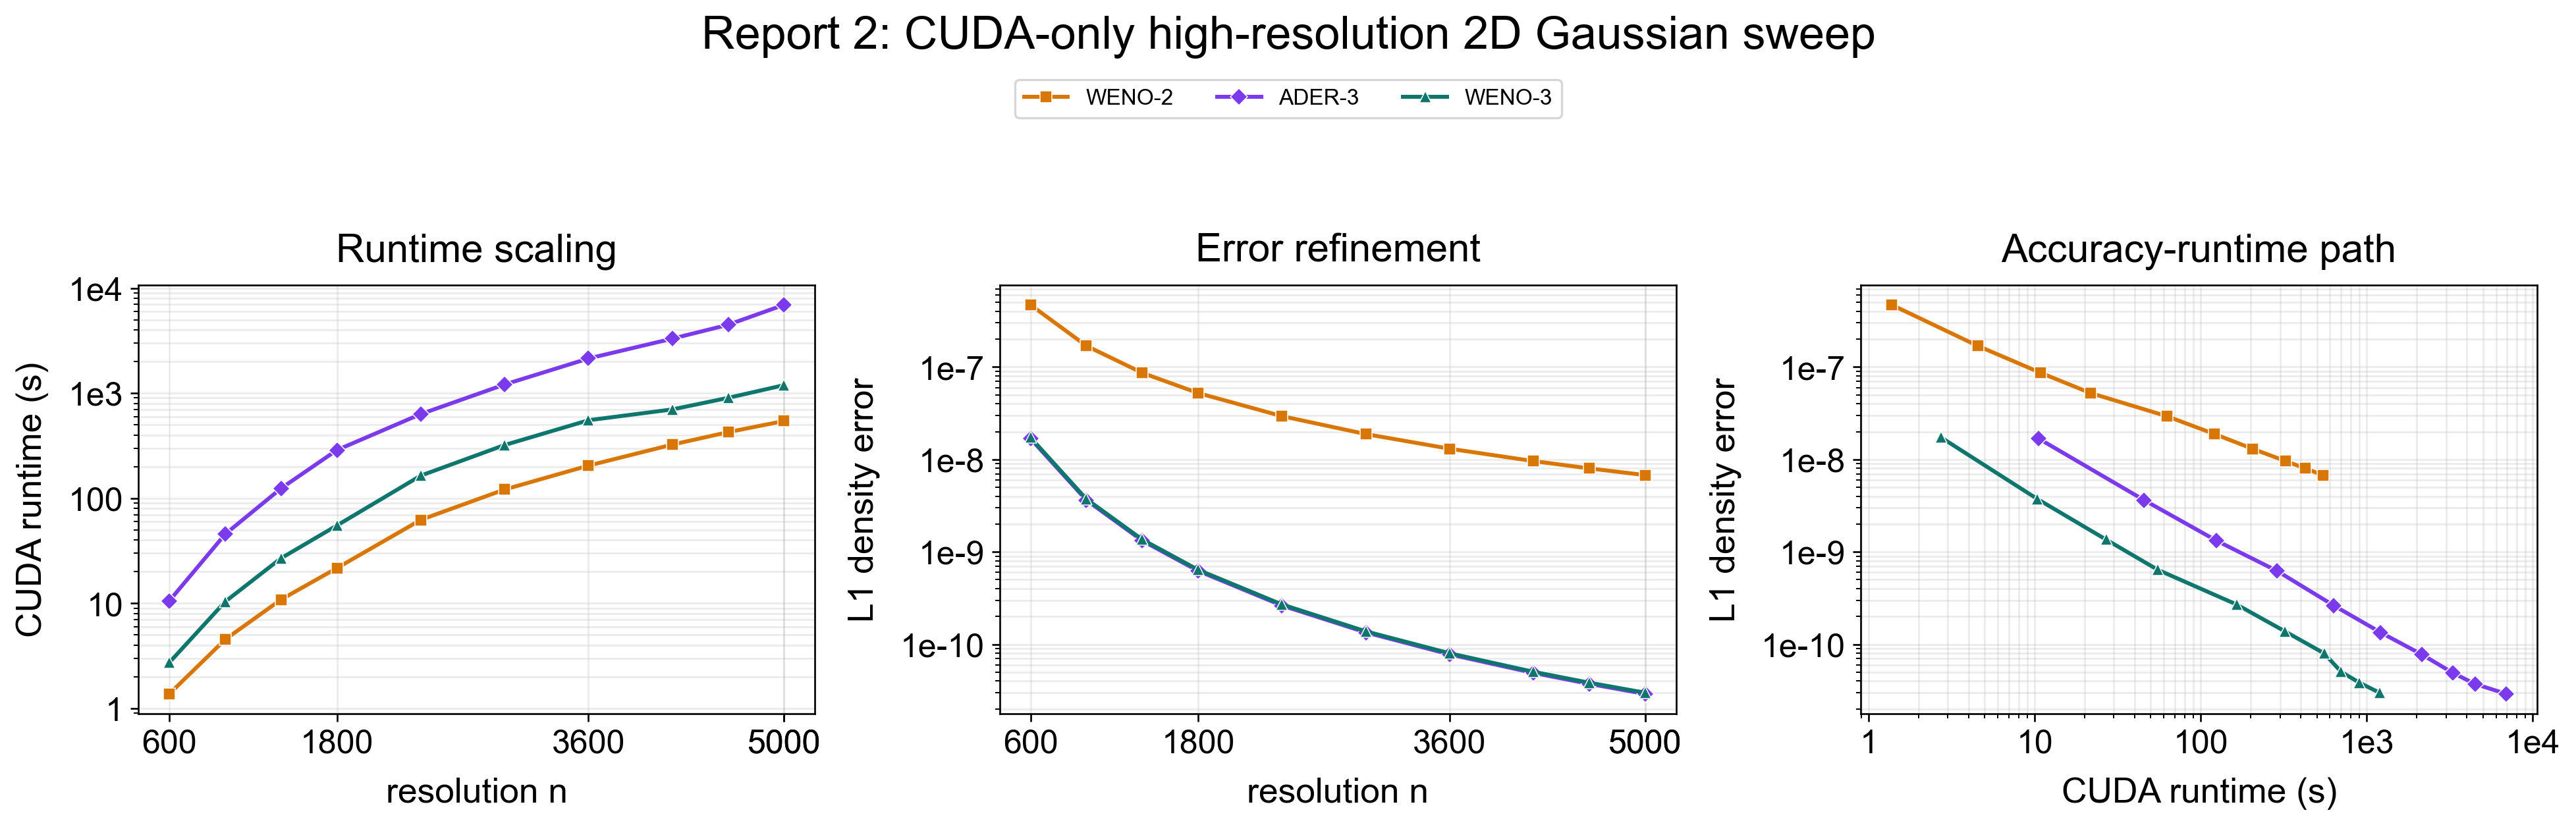 Report 2: CUDA-only high-resolution 2D Gaussian sweep
WENO-2 ADER-3 WENO-3
Runtime scaling
CUDA runtime (s)
1e4
1e3
100
10
1
600 1800 3600 5000
resolution n
Error refinement
L1 density error
1e-7
1e-8
1e-9
1e-10
600 1800 3600 5000
resolution n
Accuracy-runtime path
L1 density error
1e-7
1e-8
1e-9
1e-10
1 10 100 1e3 1e4
CUDA runtime (s)